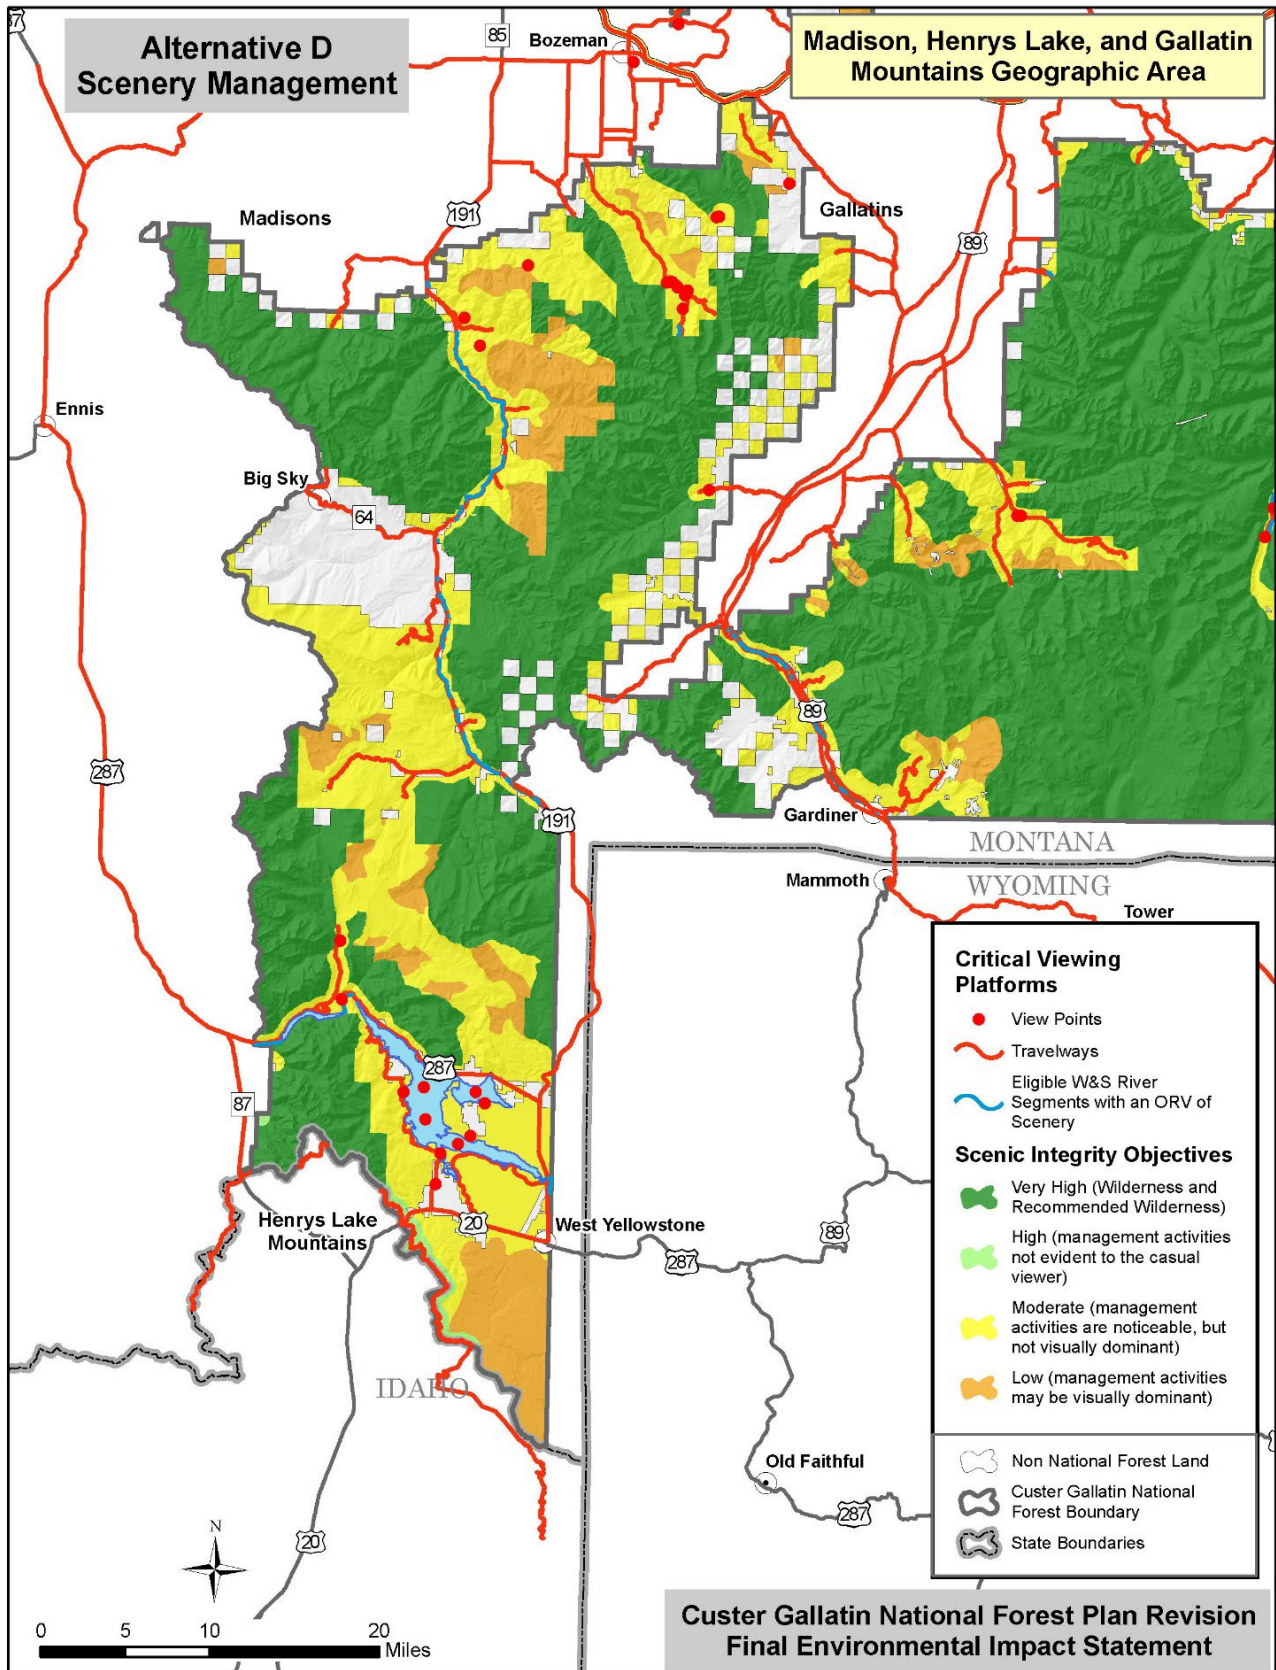 Alternative D
Scenery Management
Madison, Henrys Lake, and Gallatin
Mountains Geographic Area
87
85
Bozeman
Madisons
191
Gallatins
89
Ennis
Big Sky
64
287
89
191
Gardiner
MONTANA
WYOMING
Mammoth
Tower
287
87
Henrys Lake
Mountains
20
West Yellowstone
89
287
IDAHO
Old Faithful
287
20
N
0 5 10 20
Miles
Critical Viewing
Platforms
View Points
Travelways
Eligible W&S River
Segments with an ORV of
Scenery
Scenic Integrity Objectives
Very High (Wilderness and
Recommended Wilderness)
High (management activities
not evident to the casual
viewer)
Moderate (management
activities are noticeable, but
not visually dominant)
Low (management activities
may be visually dominant)
Non National Forest Land
Custer Gallatin National
Forest Boundary
State Boundaries
Custer Gallatin National Forest Plan Revision
Final Environmental Impact Statement